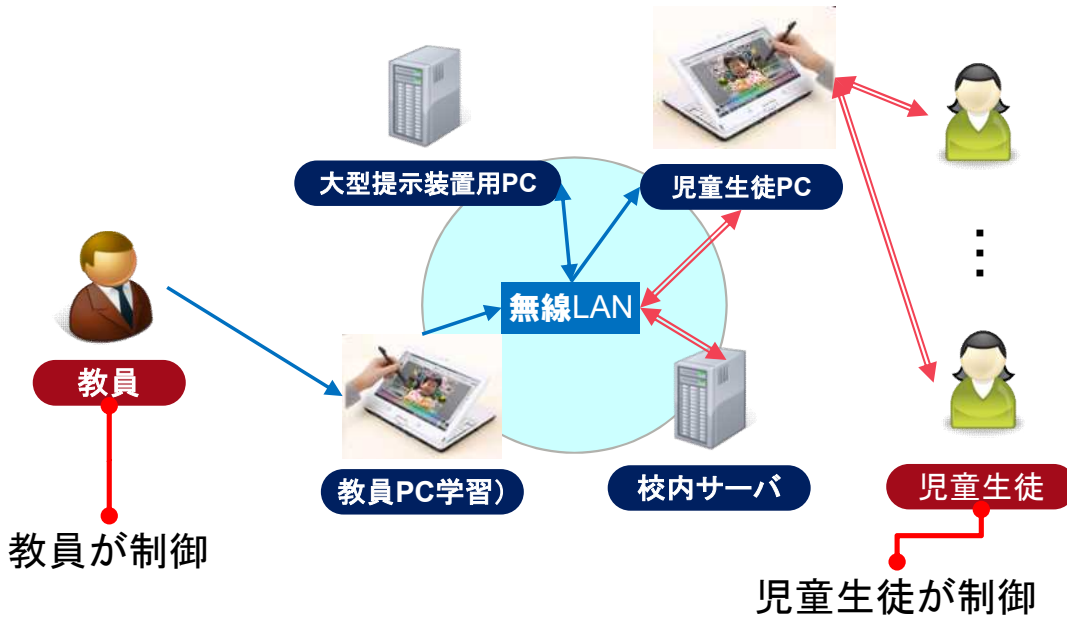 大型提示装置用PC
児童生徒PC
無線LAN
教員
教員PC学習）
校内サーバ
児童生徒
教員が制御
児童生徒が制御